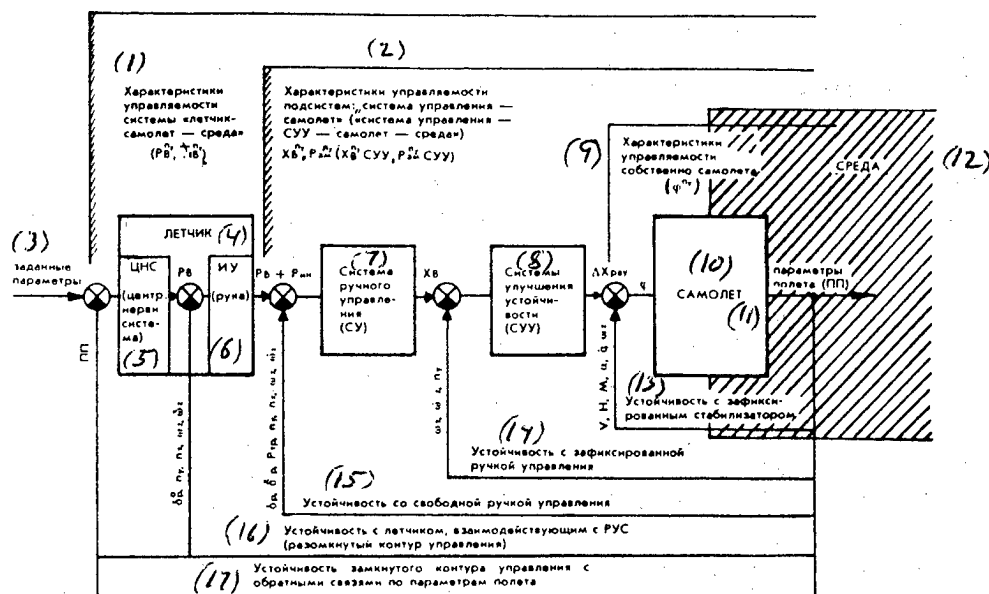 (1)
Характеристики
управляемости
системы «летчик-
самолет — среда»
(2)
Характеристики управляемости
подсистем: „система управления —
самолет" («система управления —
СУУ — самолет — среда»)
(9)
Характеристики
управляемости
собственно самолета
(φⁿʸ)
СРЕДА
(12)
(3)
заданные
параметры
ЛЕТЧИК (4)
ЦНС
(центр.
нервн
система)
(5)
РВ
ИУ
(рука)
(6)
(7)
Система
ручного
управле-
ния (СУ)
ХВ
(8)
Системы
улучшения
устойчи-
вости
(СУУ)
ΔХрау
q
(10)
САМОЛЕТ
(11)
параметры
полета (ПП)
ПП
(13)
Устойчивость с зафикси-
рованным стабилизатором
(14)
Устойчивость с зафиксированной
ручкой управления
(15)
Устойчивость со свободной ручкой управления
(16) Устойчивость с летчиком, взаимодействующим с РУС
(разомкнутый контур управления)
(17) Устойчивость замкнутого контура управления с
обратными связями по параметрам полета